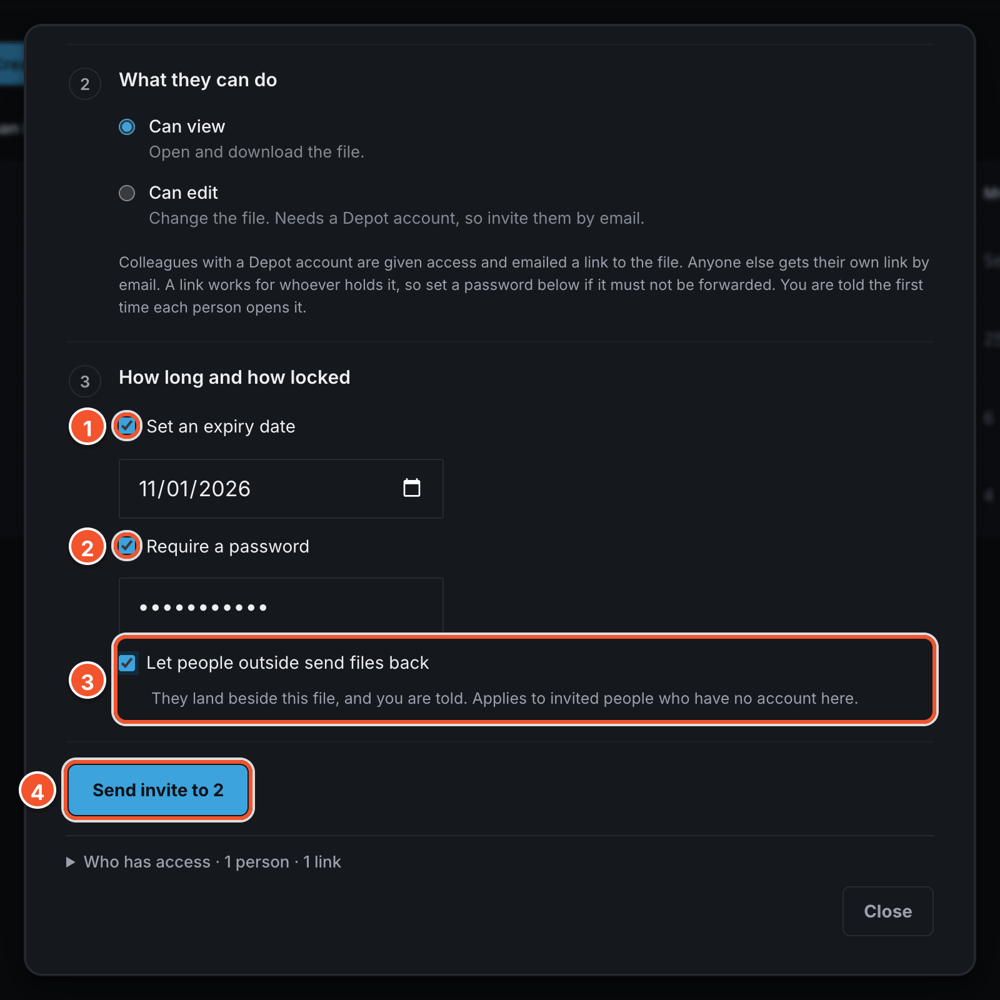 2
What they can do
Can view
Open and download the file.
Can edit
Change the file. Needs a Depot account, so invite them by email.
Colleagues with a Depot account are given access and emailed a link to the file. Anyone else gets their own link by
email. A link works for whoever holds it, so set a password below if it must not be forwarded. You are told the first
time each person opens it.
3
How long and how locked
1
Set an expiry date
11/01/2026
2
Require a password
•••••••••••
3
Let people outside send files back
They land beside this file, and you are told. Applies to invited people who have no account here.
4
Send invite to 2
Who has access · 1 person · 1 link
Close